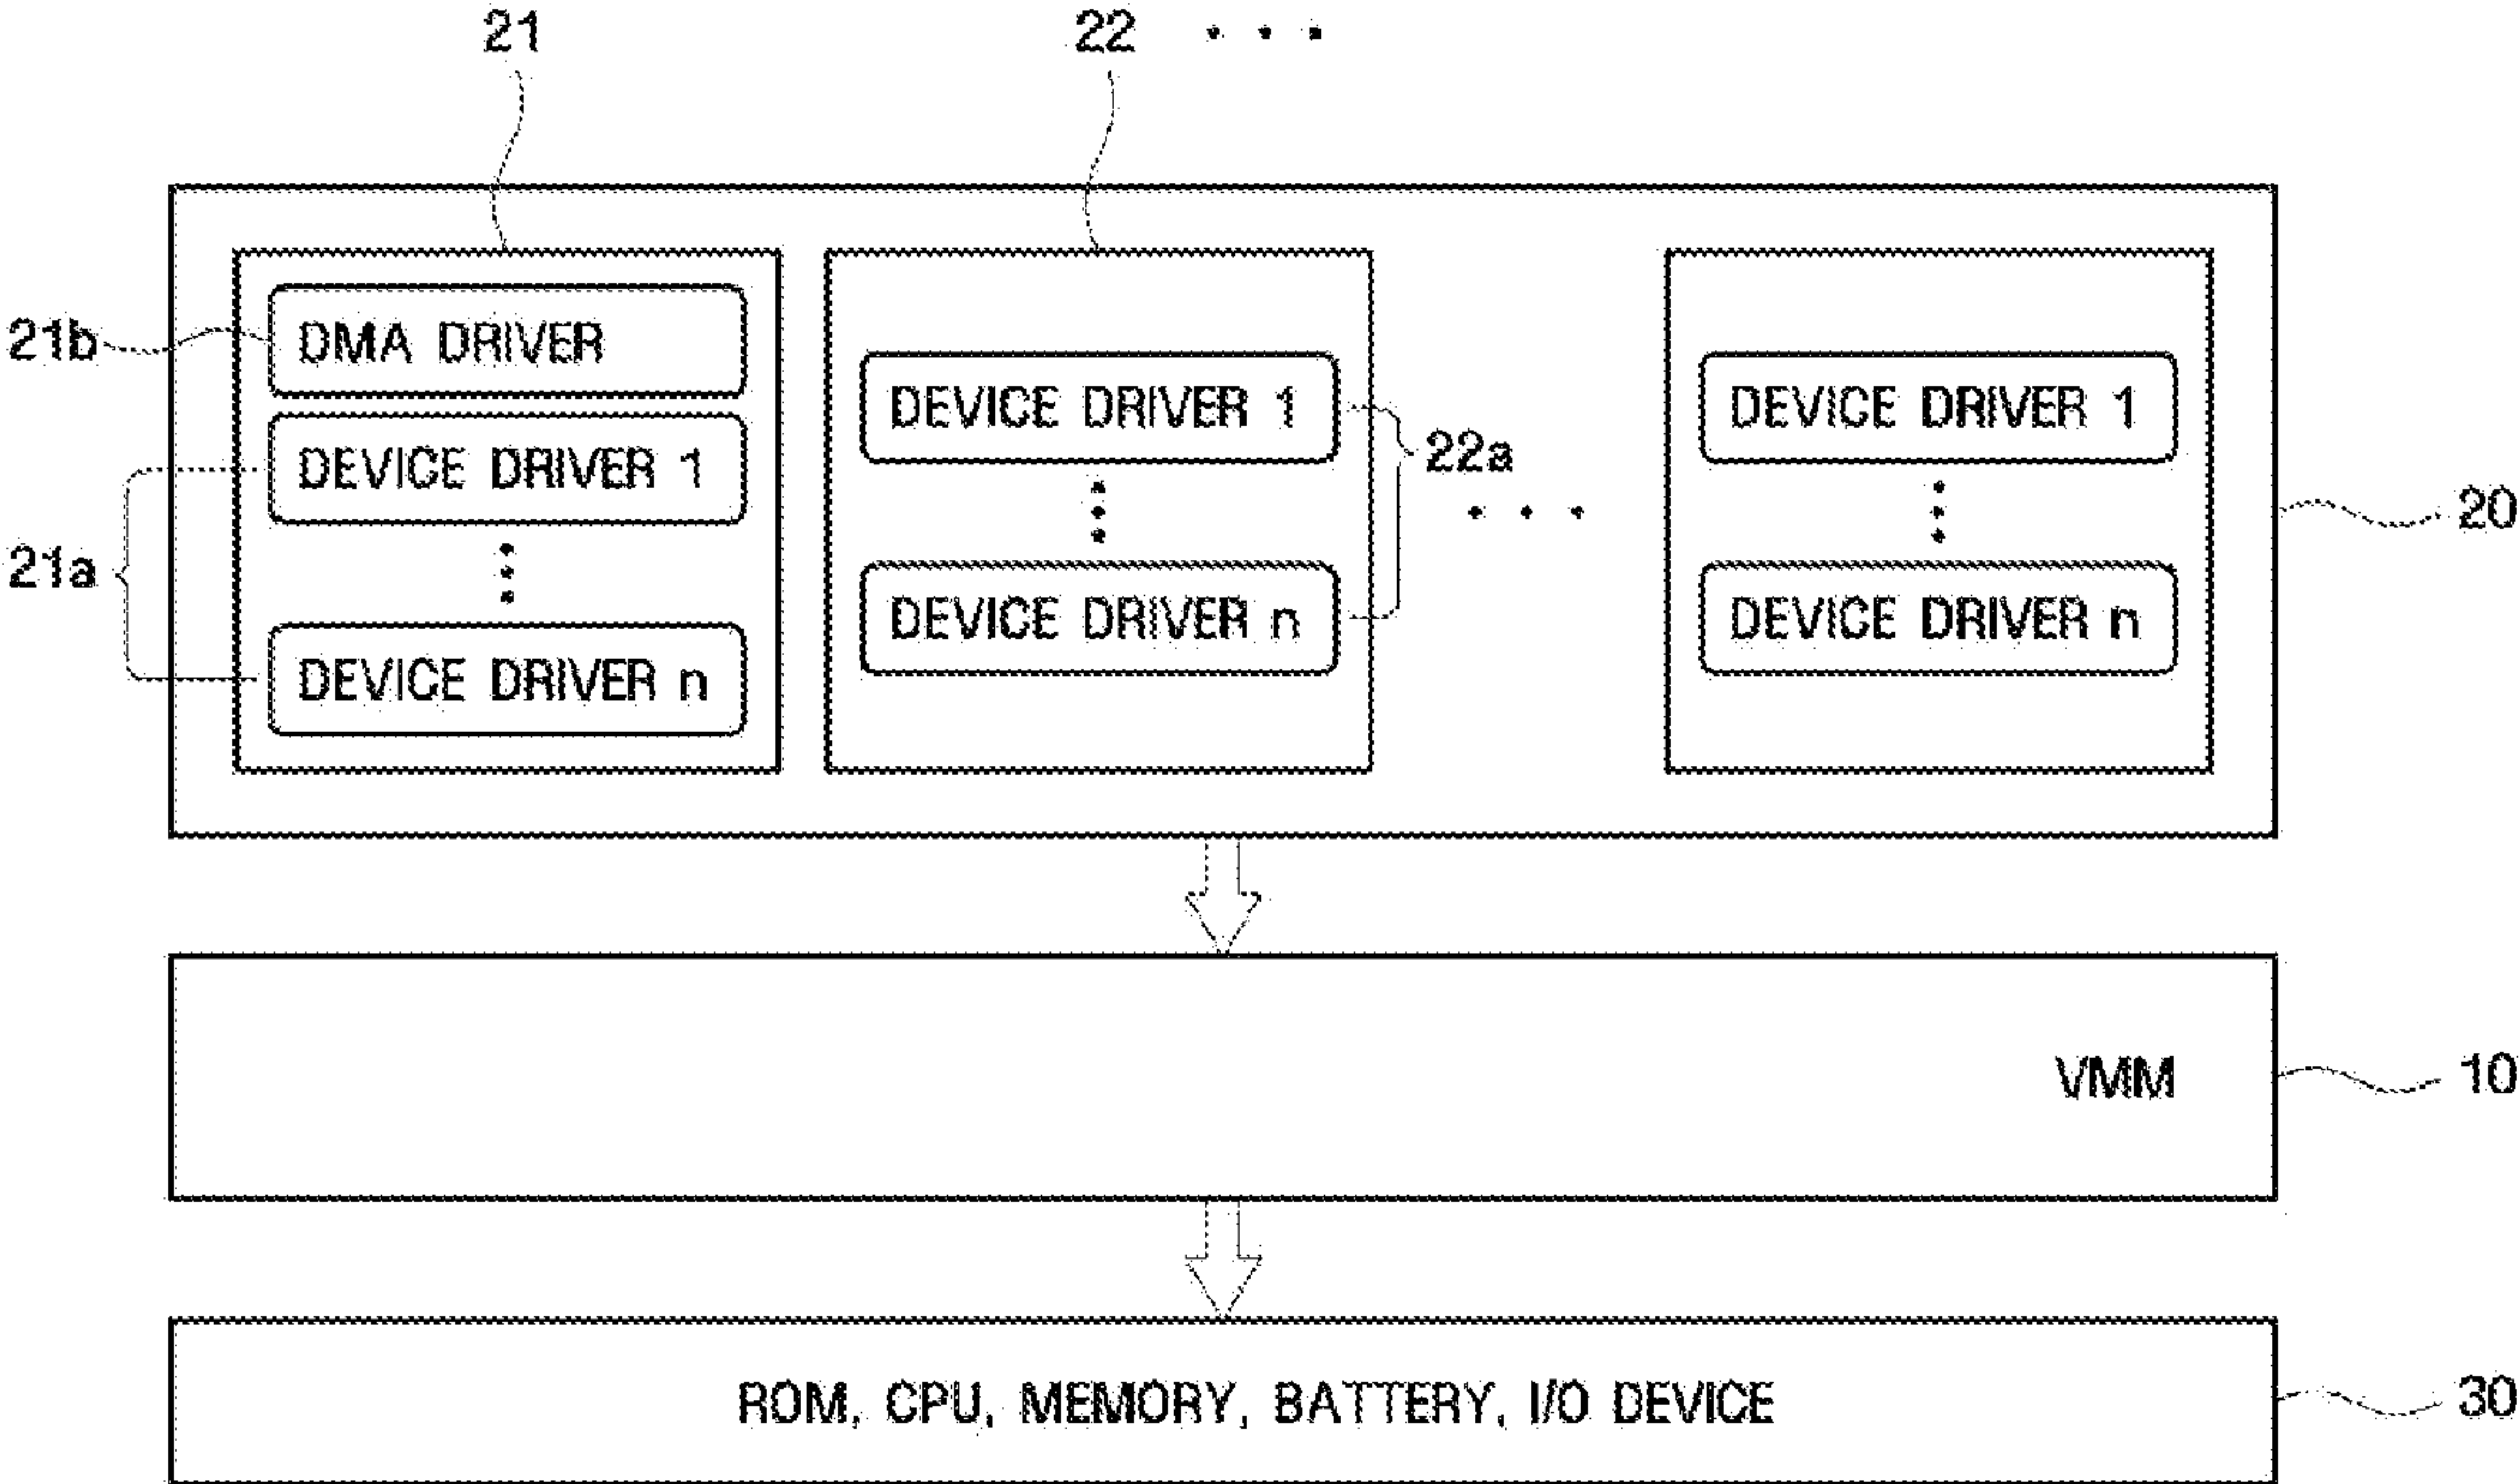 21
22 . . .
21b
DMA DRIVER
DEVICE DRIVER 1
DEVICE DRIVER n
21a
DEVICE DRIVER 1
DEVICE DRIVER n
22a
. . .
DEVICE DRIVER 1
DEVICE DRIVER n
20
VMM
10
ROM, CPU, MEMORY, BATTERY, I/O DEVICE
30